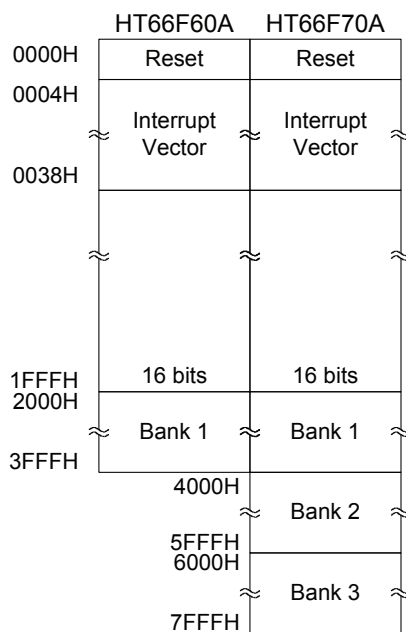 HT66F60A HT66F70A
0000H Reset Reset
0004H
Interrupt Vector Interrupt Vector
0038H
1FFFH 16 bits 16 bits
2000H
Bank 1 Bank 1
3FFFH
4000H
Bank 2
5FFFH
6000H
Bank 3
7FFFH